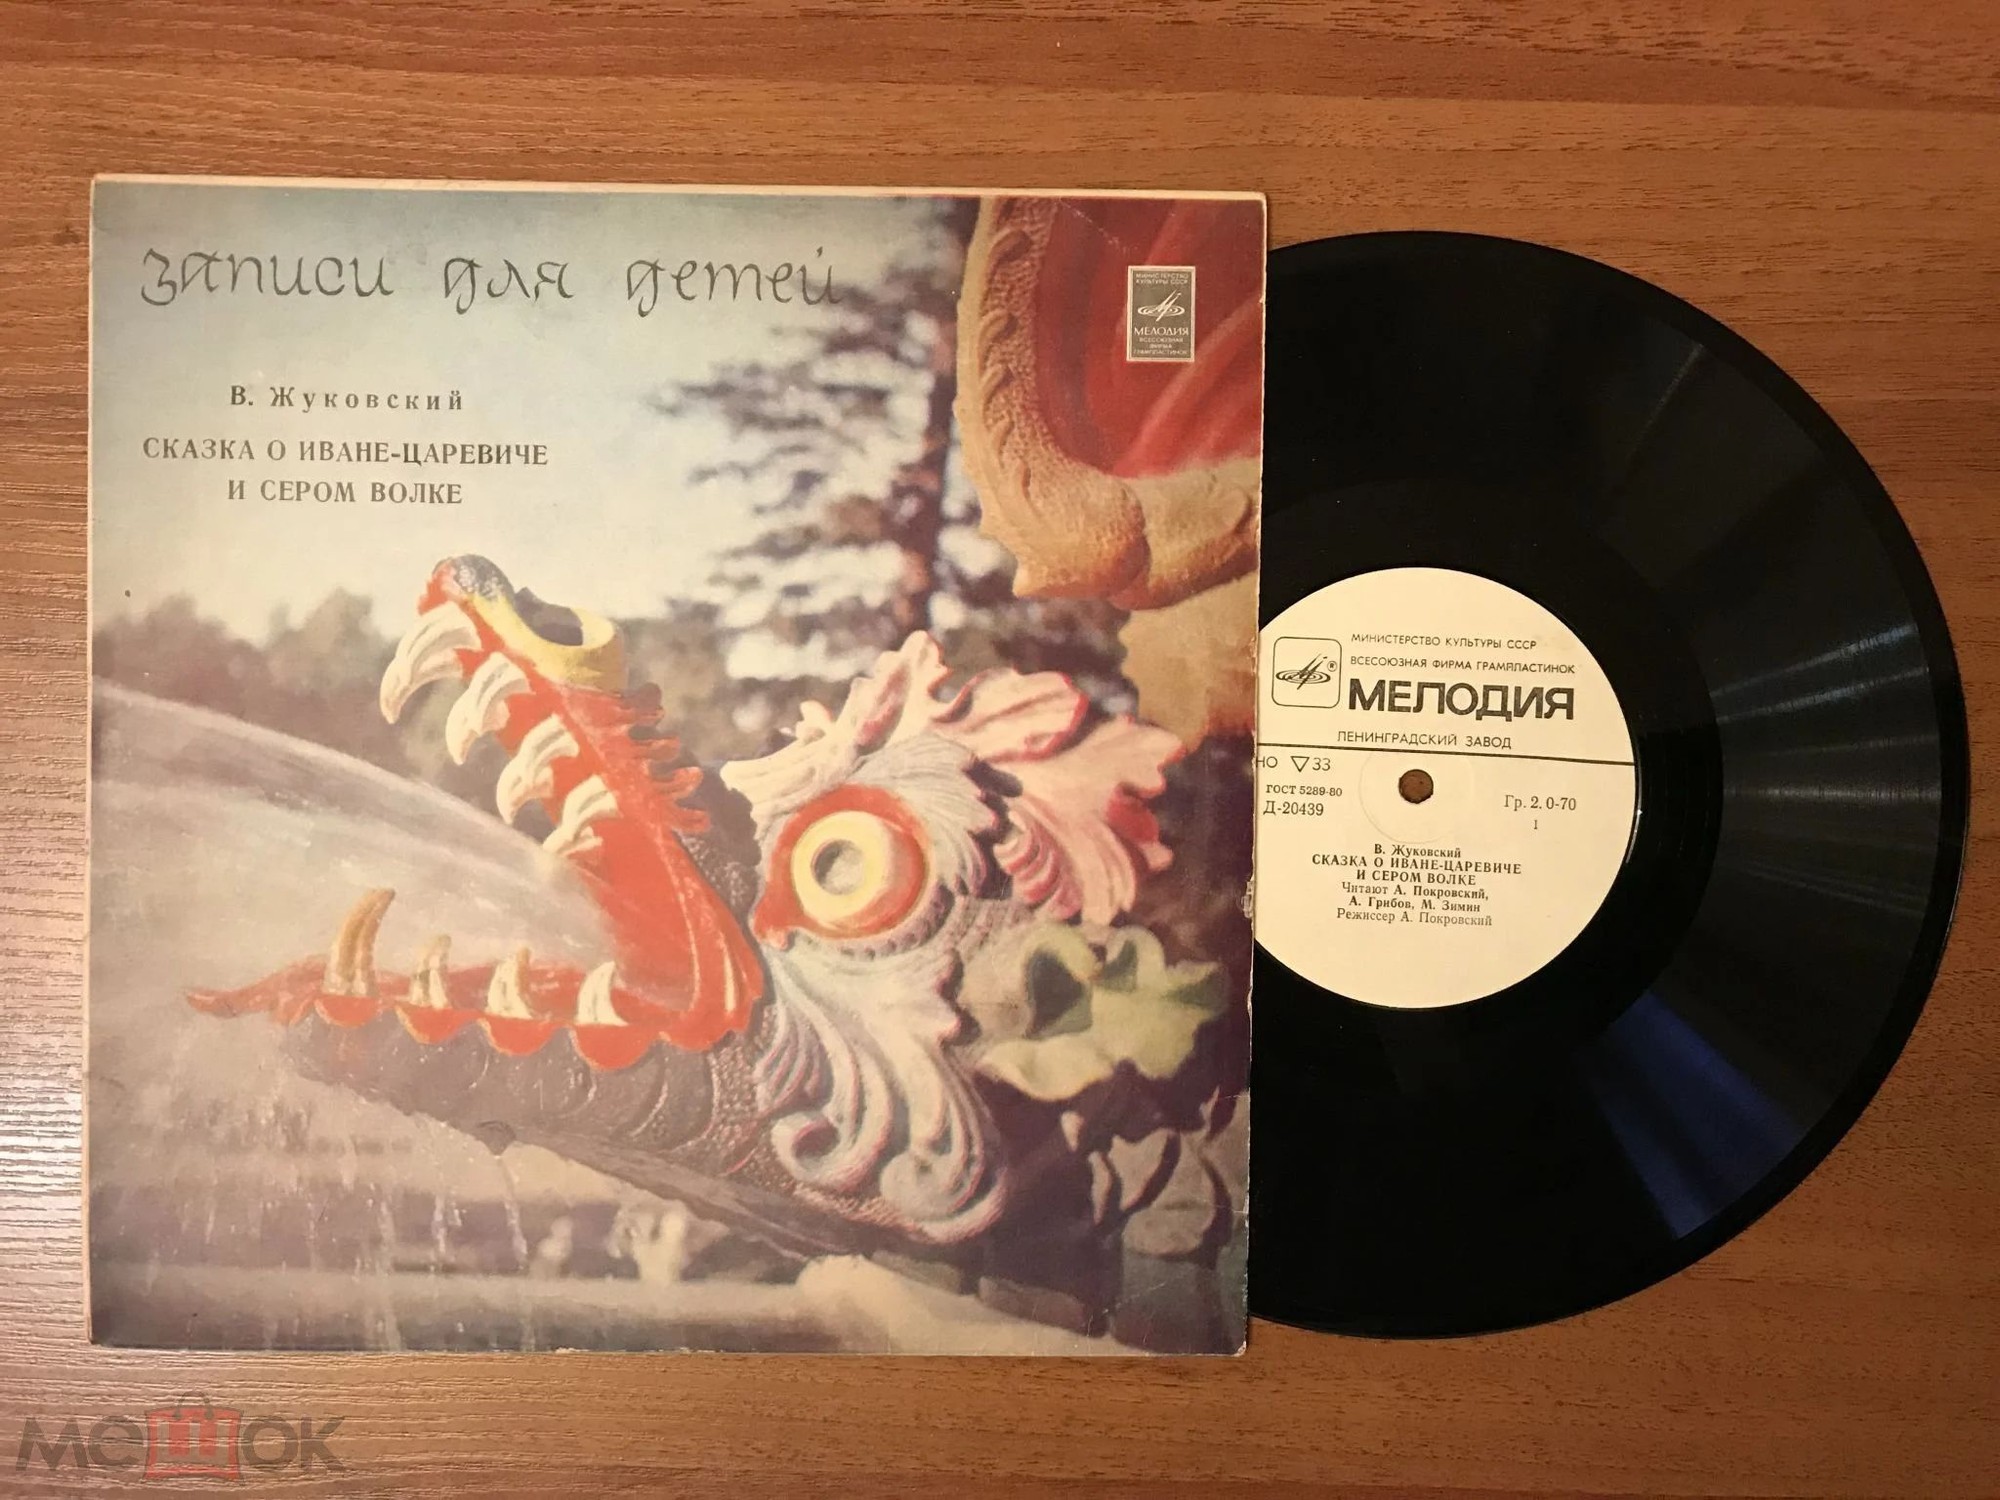 записи для детей
В. Жуковский
СКАЗКА О ИВАНЕ-ЦАРЕВИЧЕ
И СЕРОМ ВОЛКЕ
МИНИСТЕРСТВО
КУЛЬТУРЫ СССР
МЕЛОДИЯ
ВСЕСОЮЗНАЯ
ФИРМА
ГРАМПЛАСТИНОК
МИНИСТЕРСТВО КУЛЬТУРЫ СССР
ВСЕСОЮЗНАЯ ФИРМА ГРАМПЛАСТИНОК
®
МЕЛОДИЯ
ЛЕНИНГРАДСКИЙ ЗАВОД
НО ▽33
ГОСТ 5289-80
Д-20439
Гр. 2. 0-70
1
В. Жуковский
СКАЗКА О ИВАНЕ-ЦАРЕВИЧЕ
И СЕРОМ ВОЛКЕ
Читают А. Покровский,
А. Грибов, М. Зимин
Режиссер А. Покровский
мешок